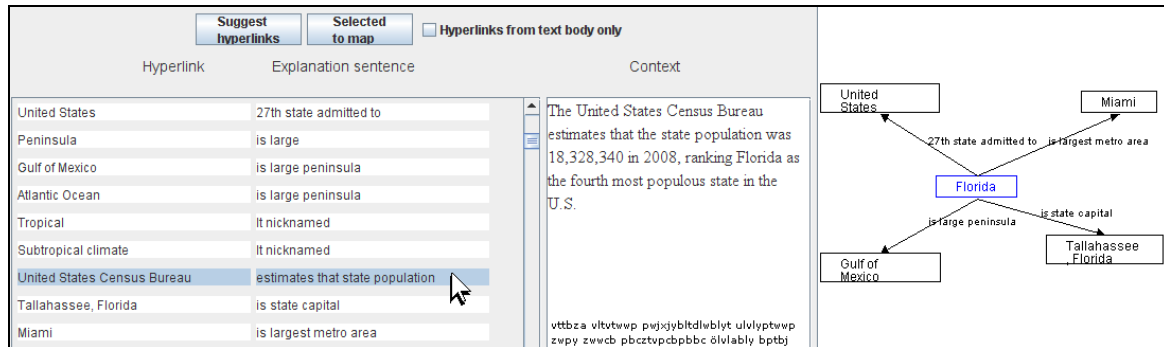 Suggest hyperlinks
Selected to map
Hyperlinks from text body only
Hyperlink Explanation sentence Context
United States 27th state admitted to
Peninsula is large
Gulf of Mexico is large peninsula
Atlantic Ocean is large peninsula
Tropical It nicknamed
Subtropical climate It nicknamed
United States Census Bureau estimates that state population
Tallahassee, Florida is state capital
Miami is largest metro area
The United States Census Bureau
estimates that the state population was
18,328,340 in 2008, ranking Florida as
the fourth most populous state in the
U.S.
vttbza vltvtwwp pwjxjybltdlwblyt ulvlyptwwp
zwpy zwwcb pbcztvpcbpbbc ölvlably bptbj
United
States
Miami
27th state admitted to
is largest metro area
Florida
is large peninsula
is state capital
Gulf of
Mexico
Tallahassee
, Florida